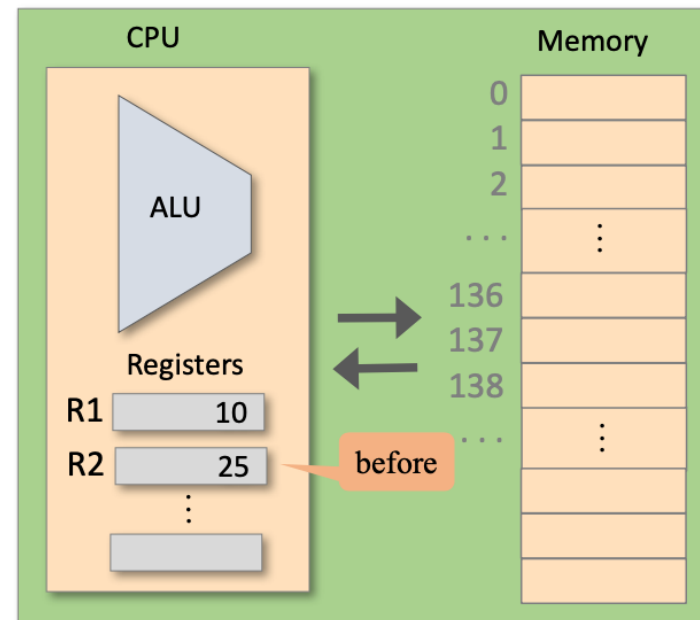 CPU
ALU
Registers
R1 10
R2 25
⋮
before
Memory
0
1
2
... ⋮
136
137
138
... ⋮